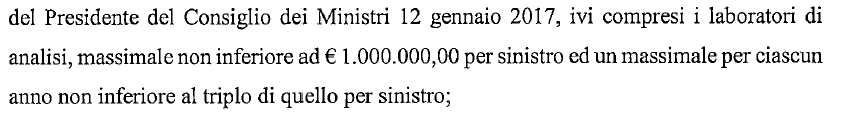 del Presidente del Consiglio dei Ministri 12 gennaio 2017, ivi compresi i laboratori di
analisi, massimale non inferiore ad € 1.000.000,00 per sinistro ed un massimale per ciascun
anno non inferiore al triplo di quello per sinistro;